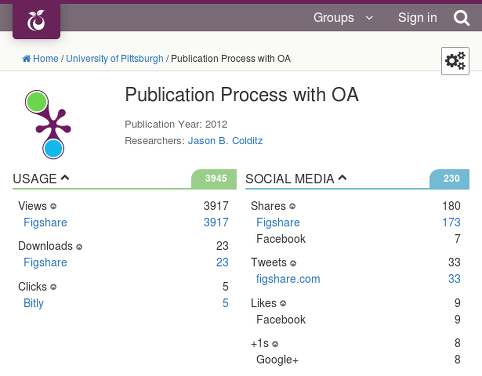 Groups Sign in
Home / University of Pittsburgh / Publication Process with OA
Publication Process with OA
Publication Year: 2012
Researchers: Jason B. Colditz
USAGE 3945
Views 3917
Figshare 3917
Downloads 23
Figshare 23
Clicks 5
Bitly 5
SOCIAL MEDIA 230
Shares 180
Figshare 173
Facebook 7
Tweets 33
figshare.com 33
Likes 9
Facebook 9
+1s 8
Google+ 8